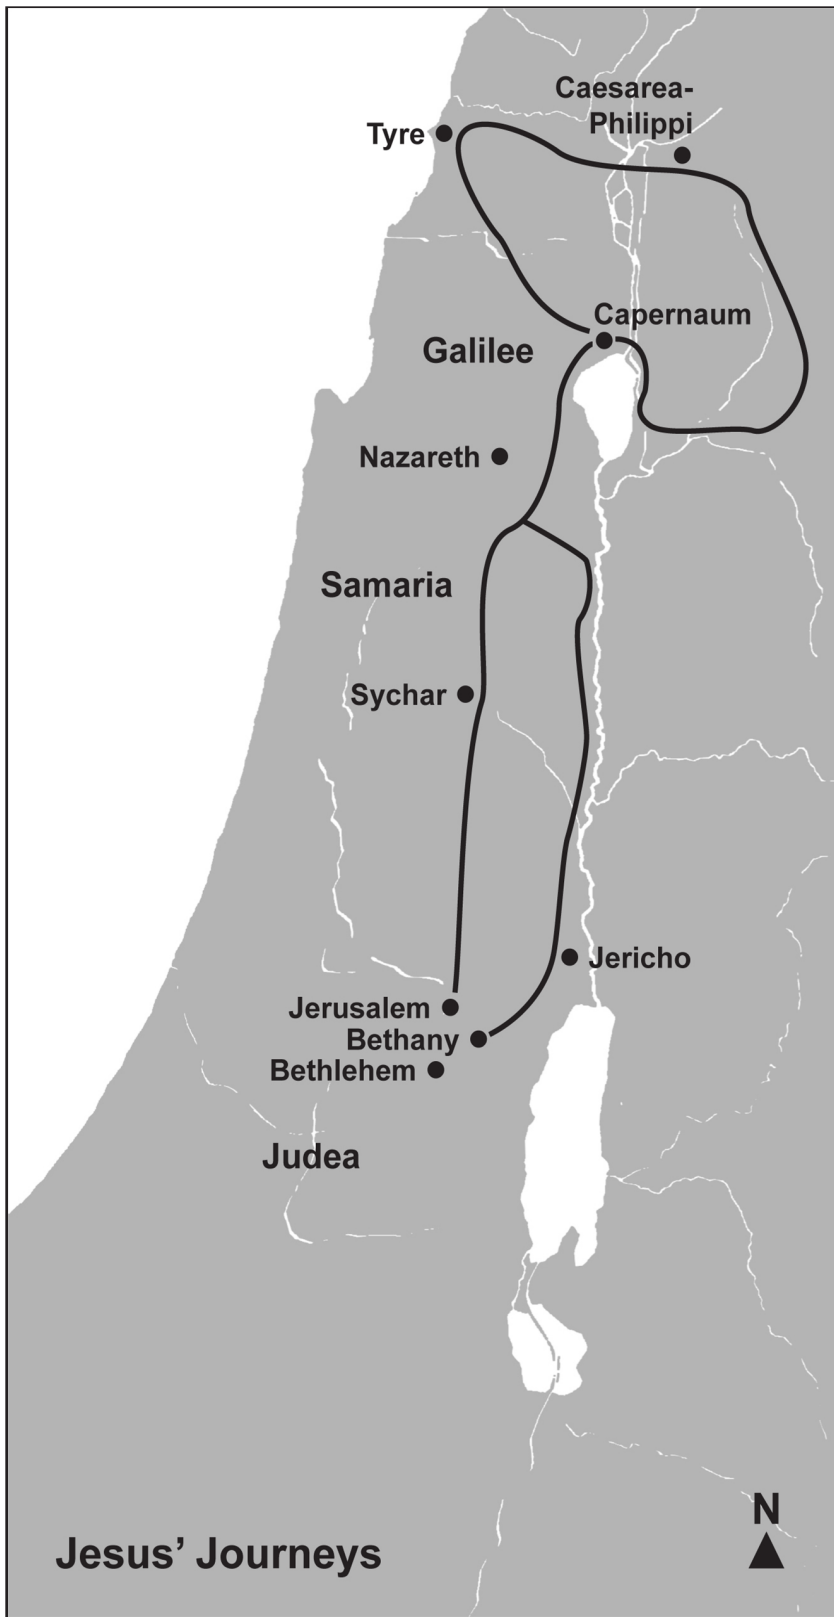 Caesarea-
Philippi
Tyre
Capernaum
Galilee
Nazareth
Samaria
Sychar
Jericho
Jerusalem
Bethany
Bethlehem
Judea
N
Jesus’ Journeys